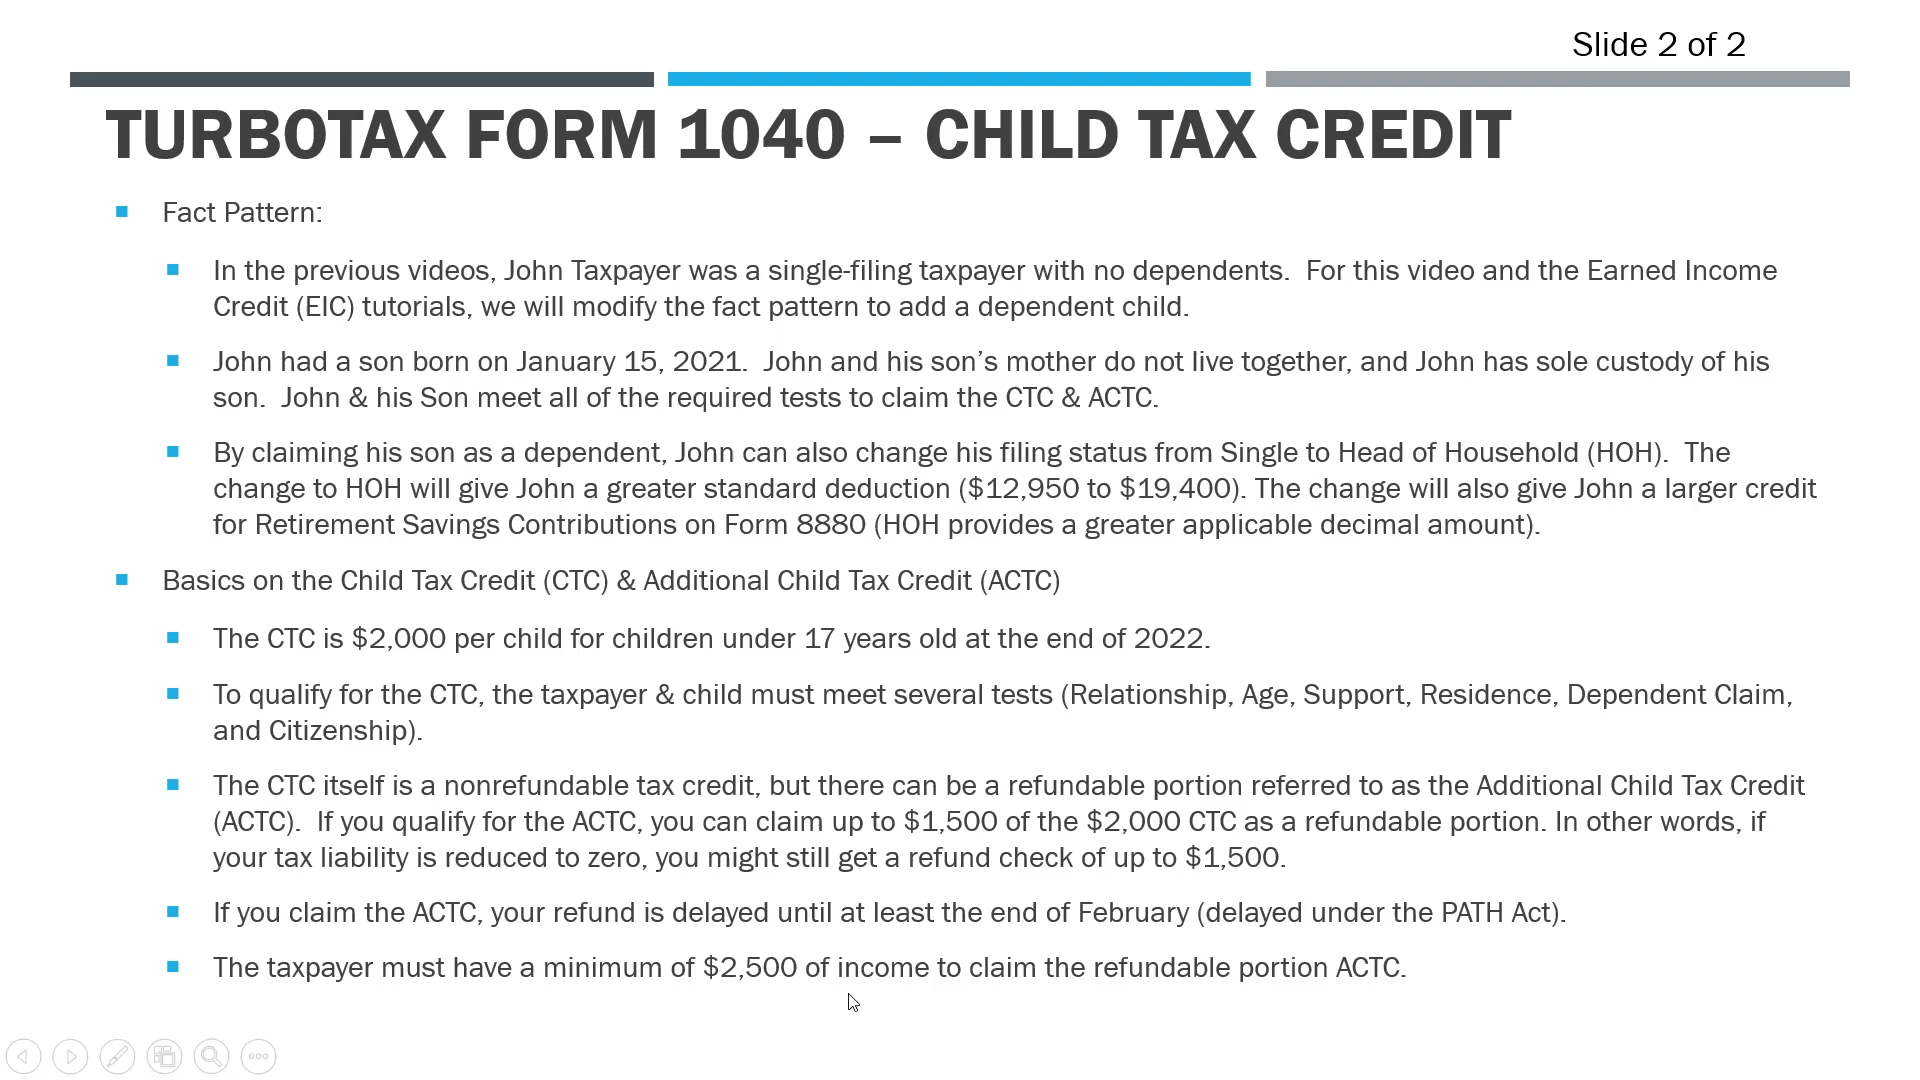 Slide 2 of 2
TURBOTAX FORM 1040 – CHILD TAX CREDIT
Fact Pattern:
In the previous videos, John Taxpayer was a single-filing taxpayer with no dependents.  For this video and the Earned Income
Credit (EIC) tutorials, we will modify the fact pattern to add a dependent child.
John had a son born on January 15, 2021.  John and his son’s mother do not live together, and John has sole custody of his
son.  John & his Son meet all of the required tests to claim the CTC & ACTC.
By claiming his son as a dependent, John can also change his filing status from Single to Head of Household (HOH).  The
change to HOH will give John a greater standard deduction ($12,950 to $19,400). The change will also give John a larger credit
for Retirement Savings Contributions on Form 8880 (HOH provides a greater applicable decimal amount).
Basics on the Child Tax Credit (CTC) & Additional Child Tax Credit (ACTC)
The CTC is $2,000 per child for children under 17 years old at the end of 2022.
To qualify for the CTC, the taxpayer & child must meet several tests (Relationship, Age, Support, Residence, Dependent Claim,
and Citizenship).
The CTC itself is a nonrefundable tax credit, but there can be a refundable portion referred to as the Additional Child Tax Credit
(ACTC).  If you qualify for the ACTC, you can claim up to $1,500 of the $2,000 CTC as a refundable portion. In other words, if
your tax liability is reduced to zero, you might still get a refund check of up to $1,500.
If you claim the ACTC, your refund is delayed until at least the end of February (delayed under the PATH Act).
The taxpayer must have a minimum of $2,500 of income to claim the refundable portion ACTC.